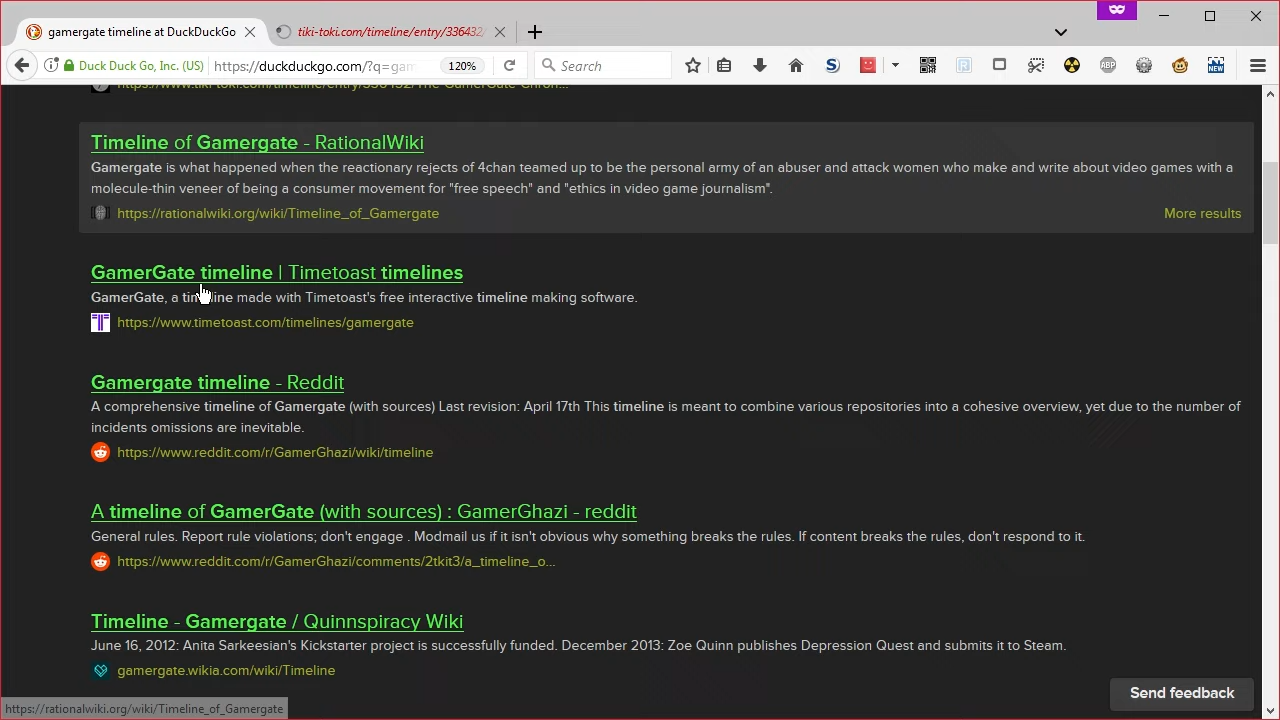 gamergate timeline at DuckDuckGo
tiki-toki.com/timeline/entry/336432/
Duck Duck Go, Inc. (US)
https://duckduckgo.com/?q=gam
120%
Search
ABP
NEW
https://www.tiki-toki.com/timeline/entry/336432/The-GamerGate-Chron...
Timeline of Gamergate - RationalWiki
Gamergate is what happened when the reactionary rejects of 4chan teamed up to be the personal army of an abuser and attack women who make and write about video games with a
molecule-thin veneer of being a consumer movement for "free speech" and "ethics in video game journalism".
https://rationalwiki.org/wiki/Timeline_of_Gamergate
More results
GamerGate timeline | Timetoast timelines
GamerGate, a timeline made with Timetoast's free interactive timeline making software.
https://www.timetoast.com/timelines/gamergate
Gamergate timeline - Reddit
A comprehensive timeline of Gamergate (with sources) Last revision: April 17th This timeline is meant to combine various repositories into a cohesive overview, yet due to the number of
incidents omissions are inevitable.
https://www.reddit.com/r/GamerGhazi/wiki/timeline
A timeline of GamerGate (with sources) : GamerGhazi - reddit
General rules. Report rule violations; don't engage . Modmail us if it isn't obvious why something breaks the rules. If content breaks the rules, don't respond to it.
https://www.reddit.com/r/GamerGhazi/comments/2tkit3/a_timeline_o...
Timeline - Gamergate / Quinnspiracy Wiki
June 16, 2012: Anita Sarkeesian's Kickstarter project is successfully funded. December 2013: Zoe Quinn publishes Depression Quest and submits it to Steam.
gamergate.wikia.com/wiki/Timeline
Send feedback
https://rationalwiki.org/wiki/Timeline_of_Gamergate